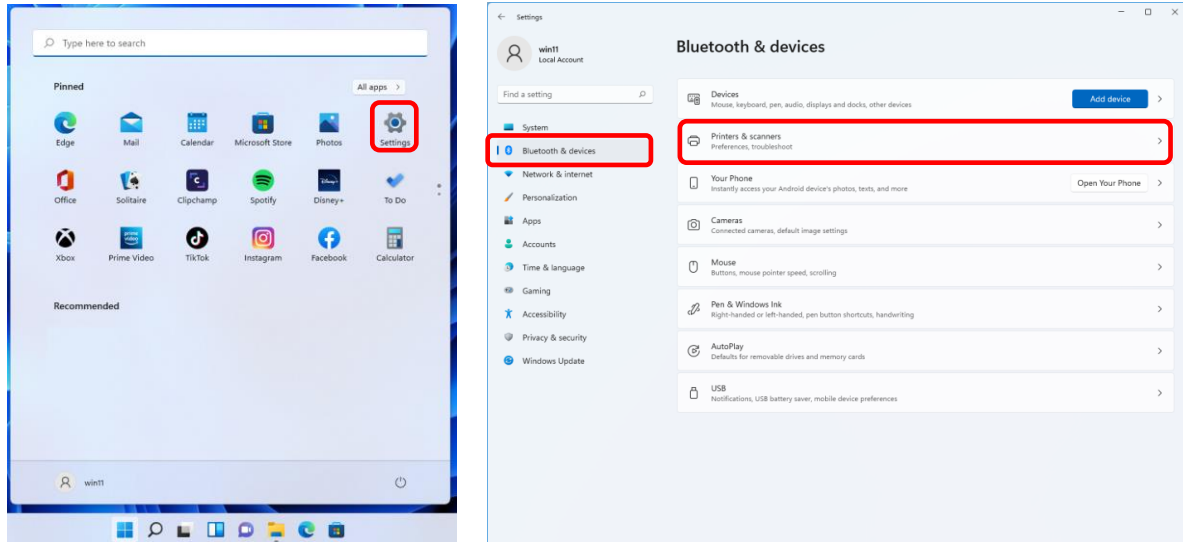 Type here to search
Pinned
All apps >
Edge
Mail
Calendar
Microsoft Store
Photos
Settings
Office
Solitaire
Clipchamp
Spotify
Disney+
To Do
Xbox
Prime Video
TikTok
Instagram
Facebook
Calculator
Recommended
win11
Settings
win11
Local Account
Find a setting
System
Bluetooth & devices
Network & internet
Personalization
Apps
Accounts
Time & language
Gaming
Accessibility
Privacy & security
Windows Update
Bluetooth & devices
Devices
Mouse, keyboard, pen, audio, displays and docks, other devices
Add device
Printers & scanners
Preferences, troubleshoot
Your Phone
Instantly access your Android device's photos, texts, and more
Open Your Phone
Cameras
Connected cameras, default image settings
Mouse
Buttons, mouse pointer speed, scrolling
Pen & Windows Ink
Right-handed or left-handed, pen button shortcuts, handwriting
AutoPlay
Defaults for removable drives and memory cards
USB
Notifications, USB battery saver, mobile device preferences